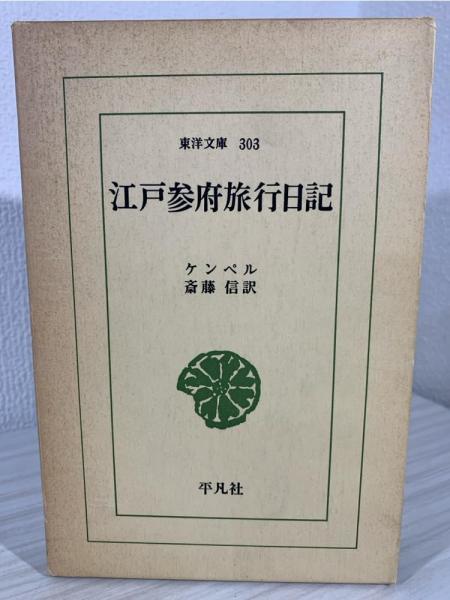 東洋文庫 303
江戸参府旅行日記
ケンペル
斎藤 信訳
平凡社